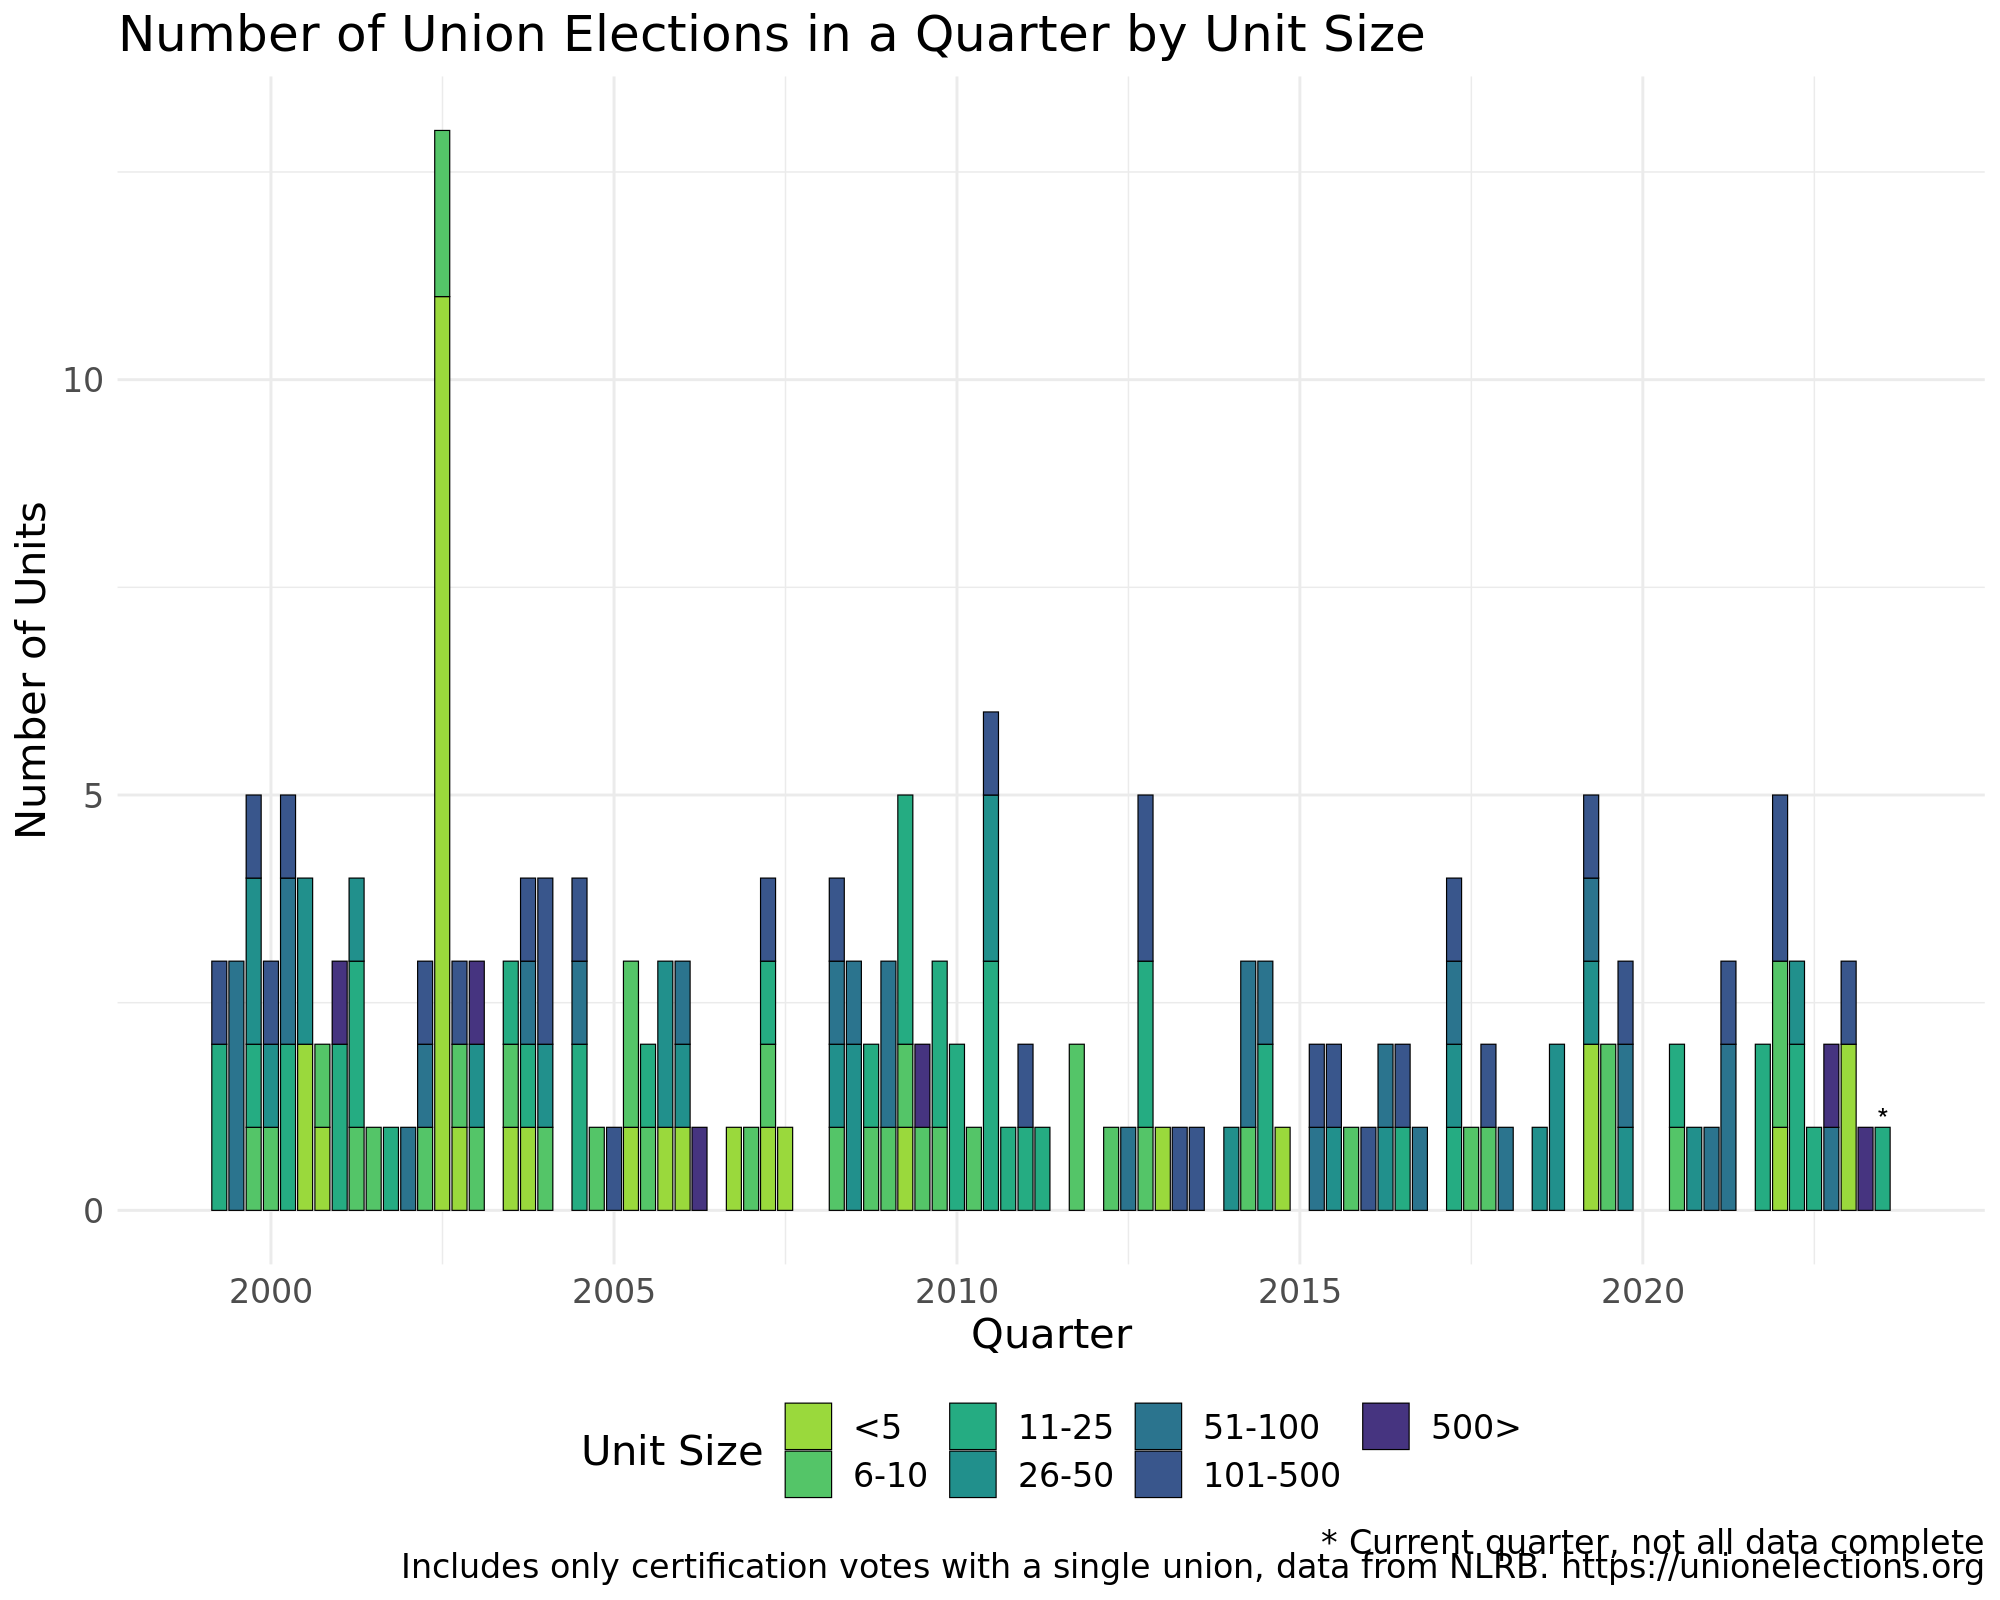 Number of Union Elections in a Quarter by Unit Size
Number of Units
10
5
0
*
2000 2005 2010 2015 2020
Quarter
Unit Size
<5 11-25 51-100 500>
6-10 26-50 101-500
* Current quarter, not all data complete
Includes only certification votes with a single union, data from NLRB. https://unionelections.org